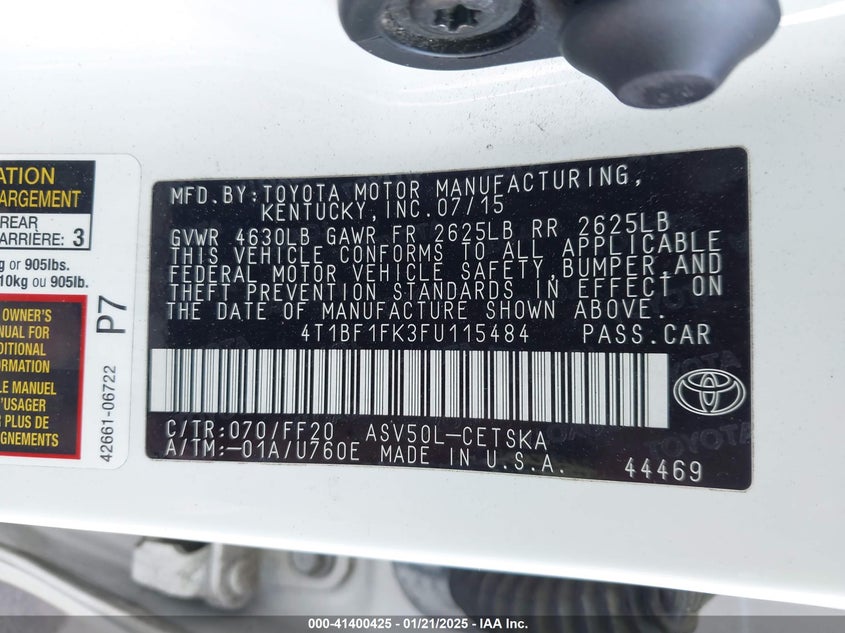 ATION
ARGEMENT
REAR
ARRIÈRE: 3
g or 905lbs.
10kg ou 905lb.
OWNER'S
NUAL FOR
DITIONAL
ORMATION
LE MANUEL
'USAGER
R PLUS DE
GNEMENTS
P7
42661-06722
MFD.BY:TOYOTA MOTOR MANUFACTURING,
KENTUCKY,INC.07/15
GVWR 4630LB GAWR FR 2625LB RR 2625LB
THIS VEHICLE CONFORMS TO ALL APPLICABLE
FEDERAL MOTOR VEHICLE SAFETY,BUMPER,AND
THEFT PREVENTION STANDARDS IN EFFECT ON
THE DATE OF MANUFACTURE SHOWN ABOVE.
4T1BF1FK3FU115484 PASS.CAR
C/TR:070/FF20 ASV50L-CETSKA
A/TM:-01A/U760E MADE IN U.S.A.
44469
000-41400425 - 01/21/2025 - IAA Inc.